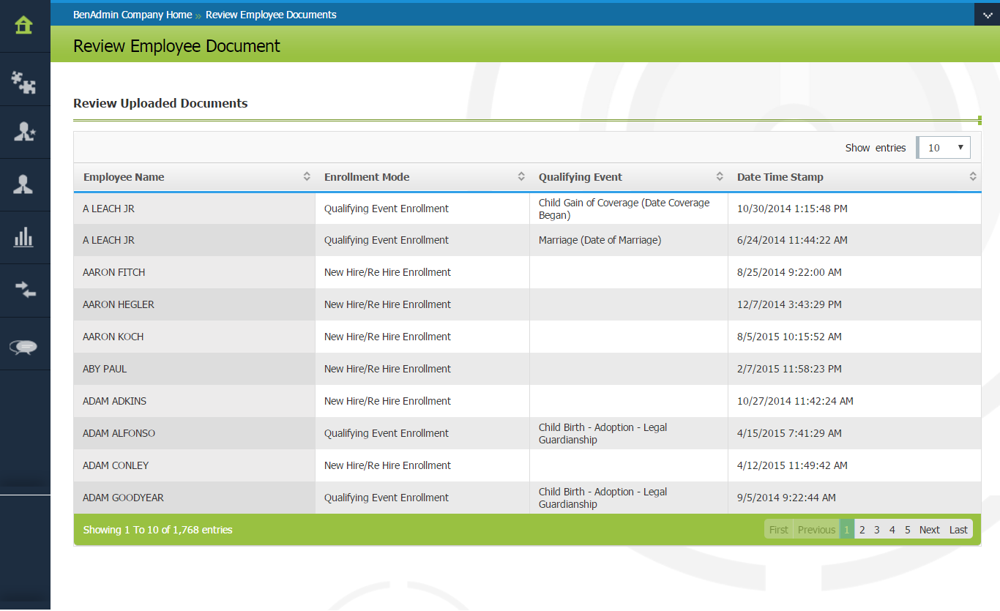 BenAdmin Company Home » Review Employee Documents
Review Employee Document
Review Uploaded Documents
Show entries 10
Employee Name Enrollment Mode Qualifying Event Date Time Stamp
A LEACH JR Qualifying Event Enrollment Child Gain of Coverage (Date Coverage
Began) 10/30/2014 1:15:48 PM
A LEACH JR Qualifying Event Enrollment Marriage (Date of Marriage) 6/24/2014 11:44:22 AM
AARON FITCH New Hire/Re Hire Enrollment 8/25/2014 9:22:00 AM
AARON HEGLER New Hire/Re Hire Enrollment 12/7/2014 3:43:29 PM
AARON KOCH New Hire/Re Hire Enrollment 8/5/2015 10:15:52 AM
ABY PAUL New Hire/Re Hire Enrollment 2/7/2015 11:58:23 PM
ADAM ADKINS New Hire/Re Hire Enrollment 10/27/2014 11:42:24 AM
ADAM ALFONSO Qualifying Event Enrollment Child Birth - Adoption - Legal
Guardianship 4/15/2015 7:41:29 AM
ADAM CONLEY New Hire/Re Hire Enrollment 4/12/2015 11:49:42 AM
ADAM GOODYEAR Qualifying Event Enrollment Child Birth - Adoption - Legal
Guardianship 9/5/2014 9:22:44 AM
Showing 1 To 10 of 1,768 entries First Previous 1 2 3 4 5 Next Last